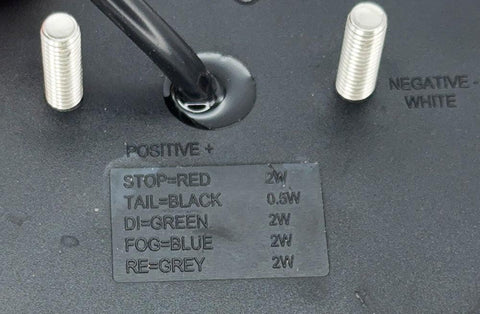 NEGATIVE -
WHITE
POSITIVE +
STOP=RED 2W
TAIL=BLACK 0.5W
DI=GREEN 2W
FOG=BLUE 2W
RE=GREY 2W